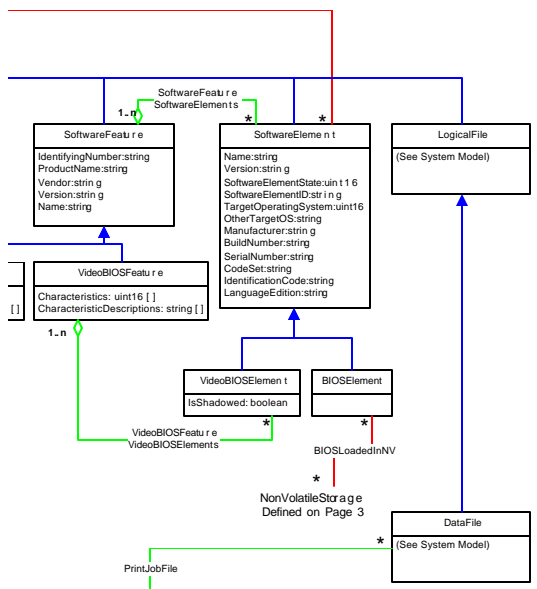 SoftwareFeature
SoftwareElements
1..n
*
*
SoftwareFeature
IdentifyingNumber:string
ProductName:string
Vendor:string
Version:string
Name:string
SoftwareElement
Name:string
Version:string
SoftwareElementState:uint16
SoftwareElementID:string
TargetOperatingSystem:uint16
OtherTargetOS:string
Manufacturer:string
BuildNumber:string
SerialNumber:string
CodeSet:string
IdentificationCode:string
LanguageEdition:string
LogicalFile
(See System Model)
[ ]
VideoBIOSFeature
Characteristics: uint16 [ ]
CharacteristicDescriptions: string [ ]
1..n
VideoBIOSElement
IsShadowed: boolean
BIOSElement
*
*
VideoBIOSFeature
VideoBIOSElements
BIOSLoadedInNV
*
NonVolatileStorage
Defined on Page 3
DataFile
(See System Model)
*
PrintJobFile